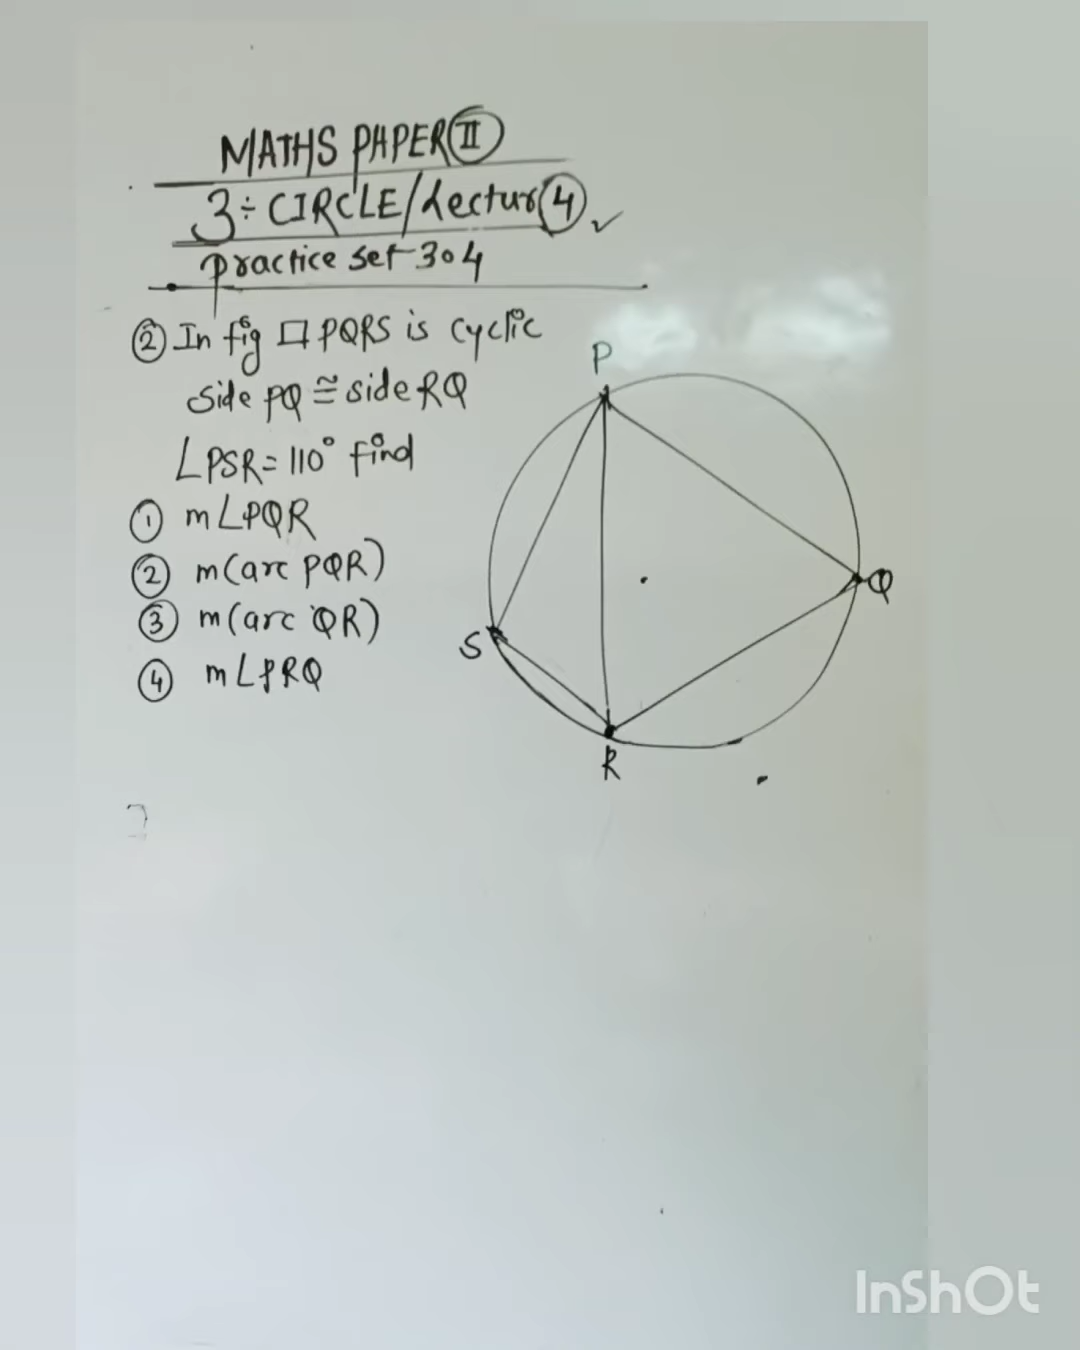 MATHS PAPER II
3÷ CIRCLE/Lectur 4
practice set 3.4
② In fig □ PQRS is cyclic
side PQ ≅ side RQ
∠PSR = 110° find
① m∠PQR
② m(arc PQR)
③ m(arc QR)
④ m∠PRQ
P
Q
S
R
InShOt